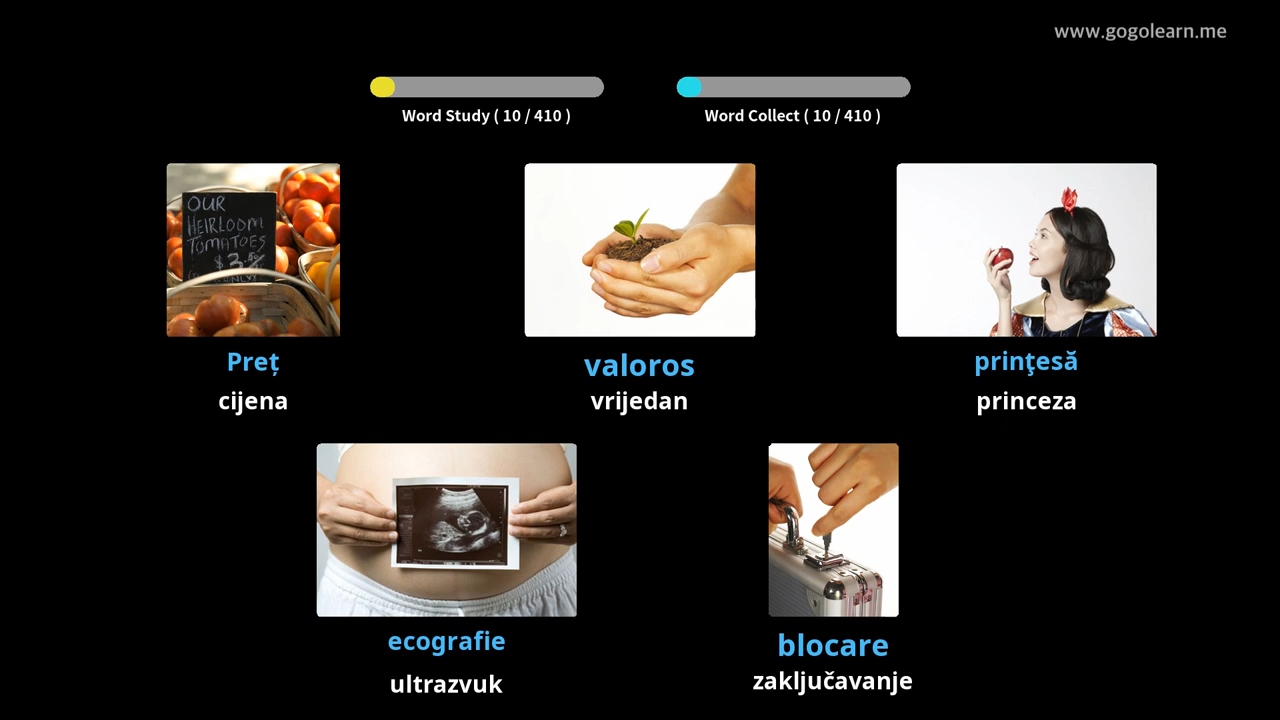 www.gogolearn.me
Word Study ( 10 / 410 )
Word Collect ( 10 / 410 )
OUR
HEIRLOOM
TOMATOES
Preț
cijena
valoros
vrijedan
prinţesă
princeza
ecografie
ultrazvuk
blocare
zaključavanje